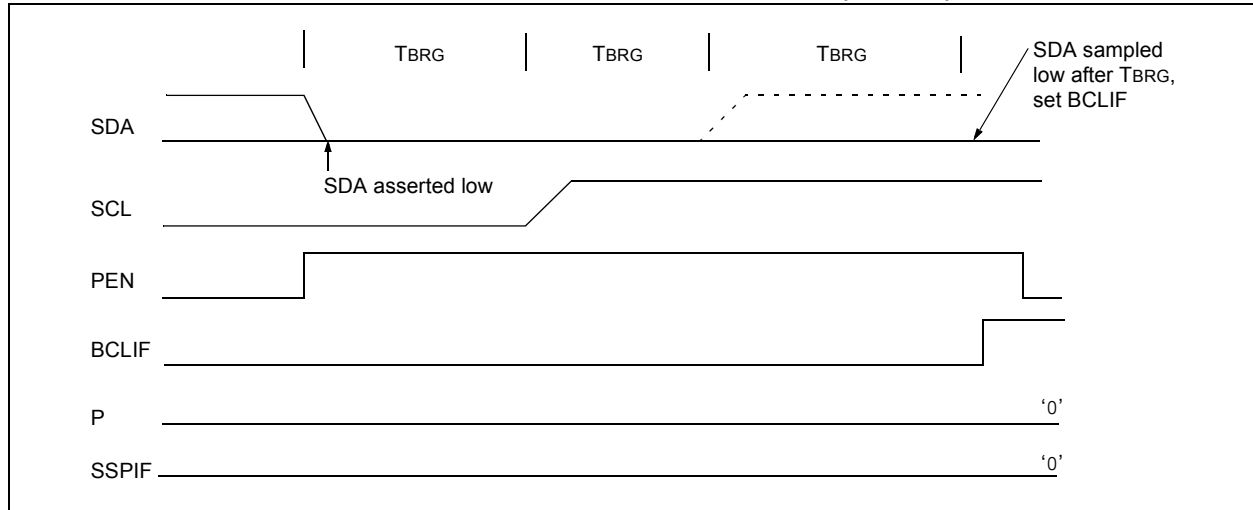 TBRG TBRG TBRG
SDA sampled
low after TBRG,
set BCLIF
SDA
SDA asserted low
SCL
PEN
BCLIF
P
‘0’
SSPIF
‘0’